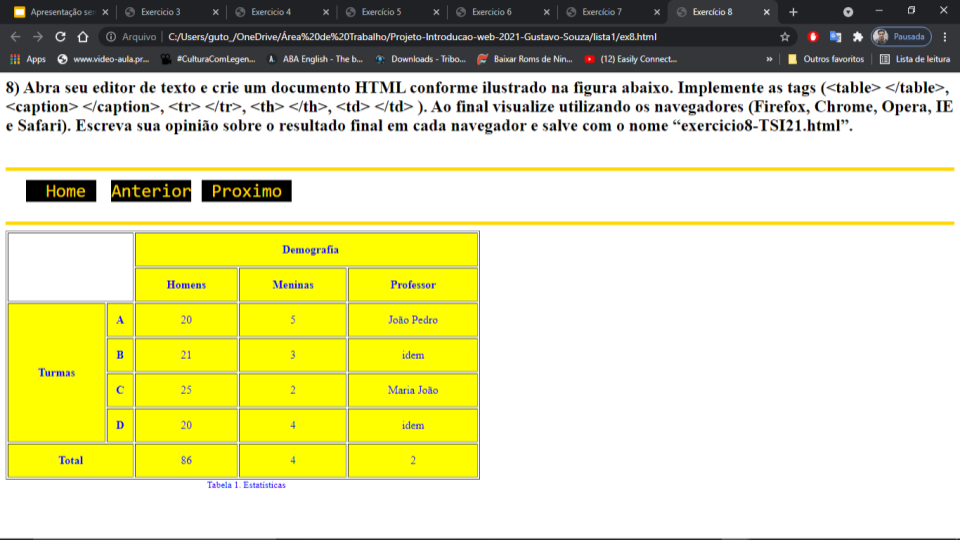 Apresentação se
Exercicio 3
Exercicio 4
Exercício 5
Exercicio 6
Exercício 7
Exercício 8
Arquivo | C:/Users/guto_/OneDrive/Área%20de%20Trabalho/Projeto-Introducao-web-2021-Gustavo-Souza/lista1/ex8.html
Pausada
Apps
www.video-aula.pr...
#CulturaComLegen...
ABA English - The b...
Downloads - Tribo...
Baixar Roms de Nin...
(12) Easily Connect...
»
Outros favoritos
Lista de leitura
8) Abra seu editor de texto e crie um documento HTML conforme ilustrado na figura abaixo. Implemente as tags (<table> </table>,
<caption> </caption>, <tr> </tr>, <th> </th>, <td> </td> ). Ao final visualize utilizando os navegadores (Firefox, Chrome, Opera, IE
e Safari). Escreva sua opinião sobre o resultado final em cada navegador e salve com o nome “exercicio8-TSI21.html”.
Home Anterior Proximo
Demografia
Homens Meninas Professor
Turmas
A 20 5 João Pedro
B 21 3 idem
C 25 2 Maria João
D 20 4 idem
Total 86 4 2
Tabela 1. Estatísticas